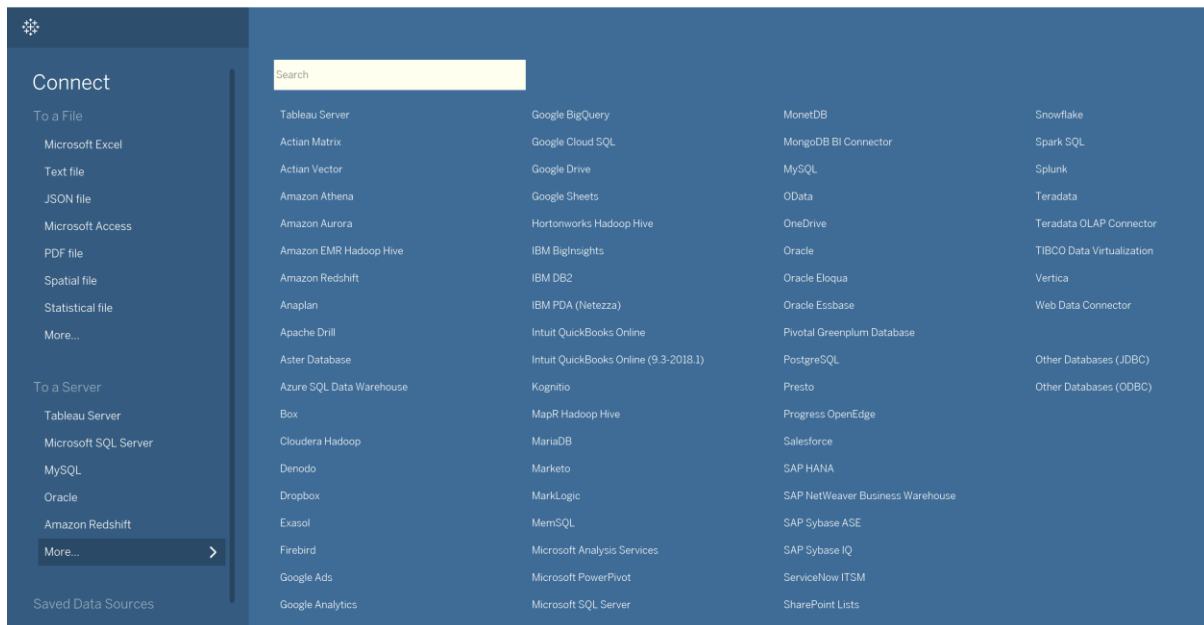 Connect
To a File
Microsoft Excel
Text file
JSON file
Microsoft Access
PDF file
Spatial file
Statistical file
More...
To a Server
Tableau Server
Microsoft SQL Server
MySQL
Oracle
Amazon Redshift
More...
Saved Data Sources
Search
Tableau Server
Actian Matrix
Actian Vector
Amazon Athena
Amazon Aurora
Amazon EMR Hadoop Hive
Amazon Redshift
Anaplan
Apache Drill
Aster Database
Azure SQL Data Warehouse
Box
Cloudera Hadoop
Denodo
Dropbox
Exasol
Firebird
Google Ads
Google Analytics
Google BigQuery
Google Cloud SQL
Google Drive
Google Sheets
Hortonworks Hadoop Hive
IBM BigInsights
IBM DB2
IBM PDA (Netezza)
Intuit QuickBooks Online
Intuit QuickBooks Online (9.3-2018.1)
Kognitio
MapR Hadoop Hive
MariaDB
Marketo
MarkLogic
MemSQL
Microsoft Analysis Services
Microsoft PowerPivot
Microsoft SQL Server
MonetDB
MongoDB BI Connector
MySQL
OData
OneDrive
Oracle
Oracle Eloqua
Oracle Essbase
Pivotal Greenplum Database
PostgreSQL
Presto
Progress OpenEdge
Salesforce
SAP HANA
SAP NetWeaver Business Warehouse
SAP Sybase ASE
SAP Sybase IQ
ServiceNow ITSM
SharePoint Lists
Snowflake
Spark SQL
Splunk
Teradata
Teradata OLAP Connector
TIBCO Data Virtualization
Vertica
Web Data Connector
Other Databases (JDBC)
Other Databases (ODBC)